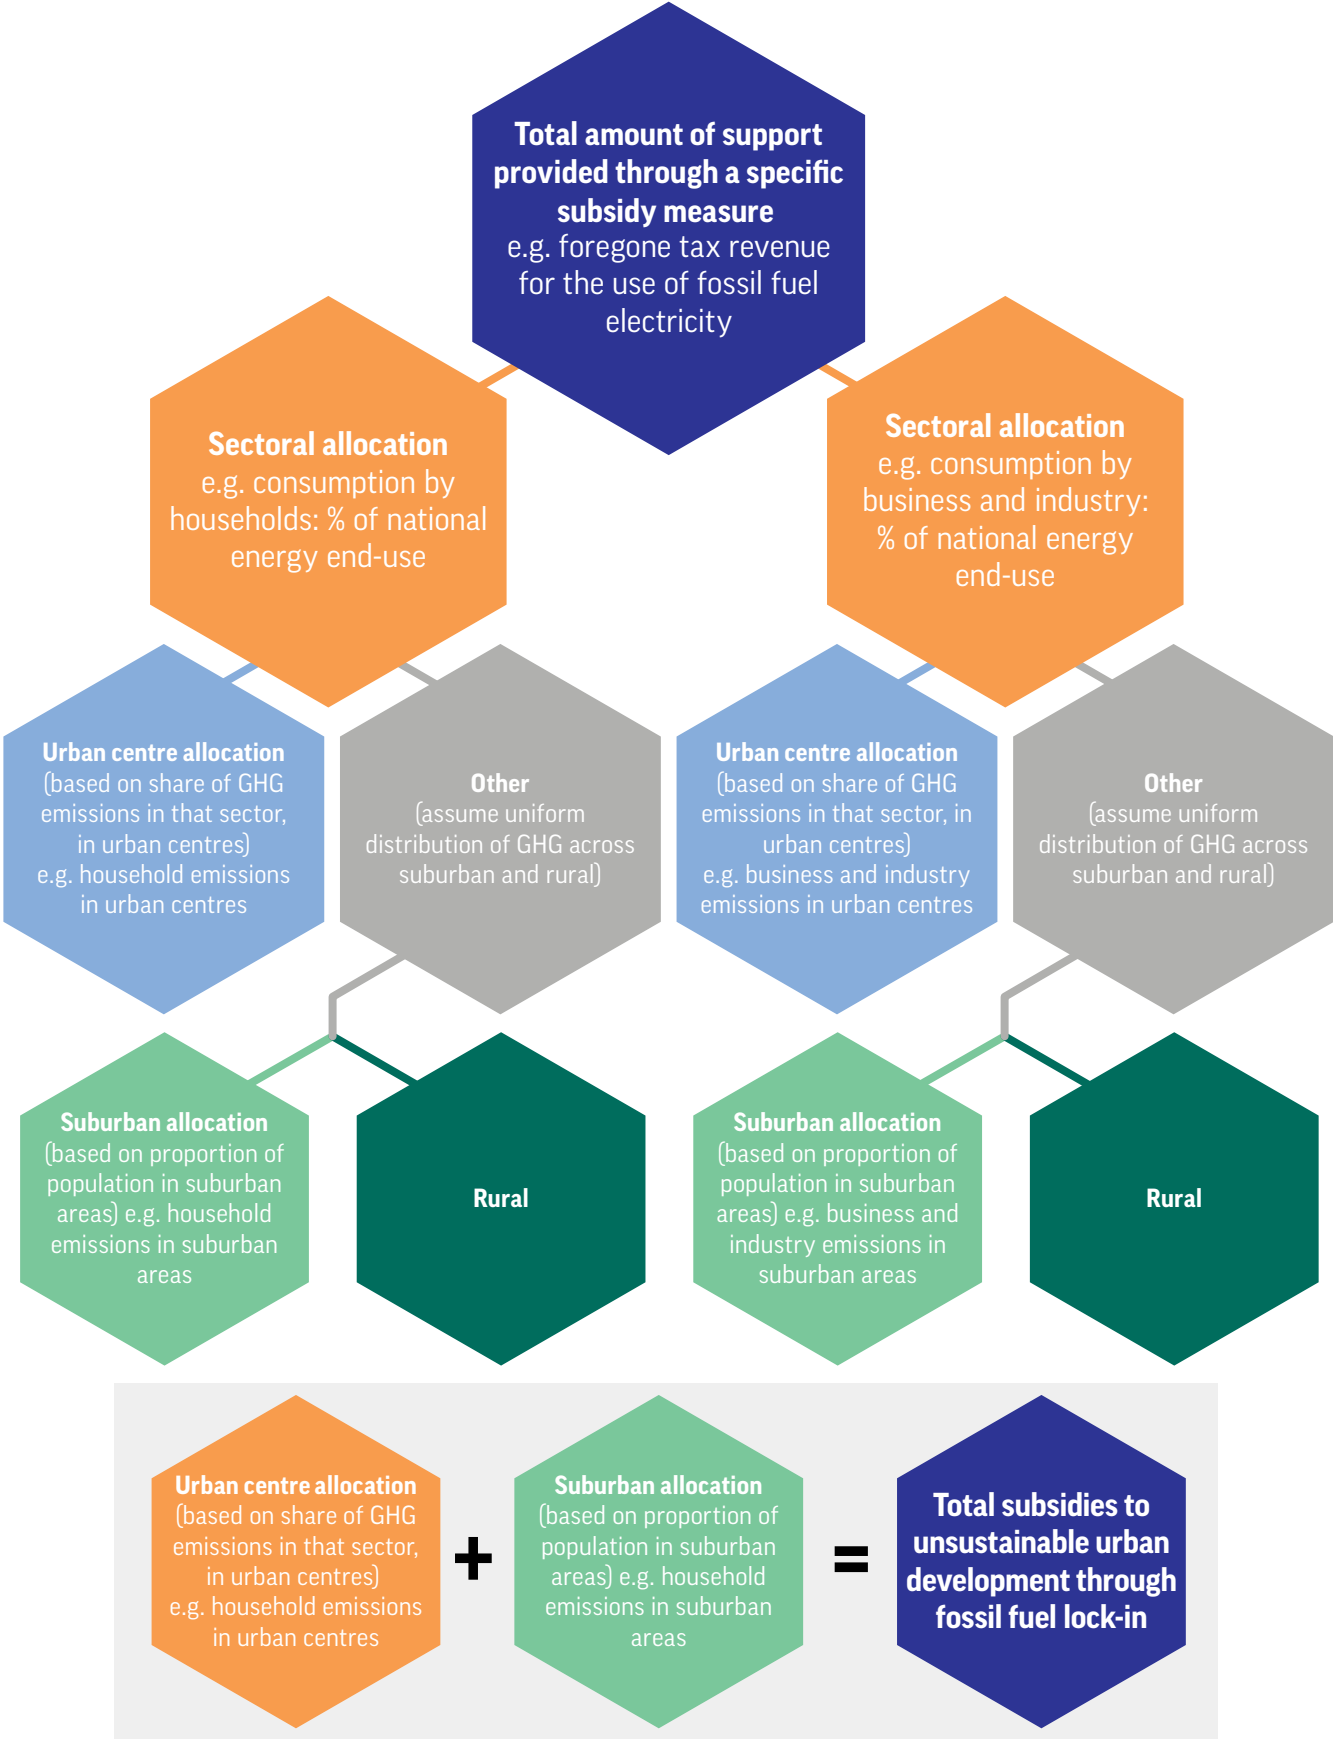 Total amount of support
provided through a specific
subsidy measure
e.g. foregone tax revenue
for the use of fossil fuel
electricity
Sectoral allocation
e.g. consumption by
households: % of national
energy end-use
Sectoral allocation
e.g. consumption by
business and industry:
% of national energy
end-use
Urban centre allocation
(based on share of GHG
emissions in that sector,
in urban centres)
e.g. household emissions
in urban centres
Other
(assume uniform
distribution of GHG across
suburban and rural)
Urban centre allocation
(based on share of GHG
emissions in that sector, in
urban centres)
e.g. business and industry
emissions in urban centres
Other
(assume uniform
distribution of GHG across
suburban and rural)
Suburban allocation
(based on proportion of
population in suburban
areas) e.g. household
emissions in suburban
areas
Rural
Suburban allocation
(based on proportion of
population in suburban
areas) e.g. business and
industry emissions in
suburban areas
Rural
Urban centre allocation
(based on share of GHG
emissions in that sector,
in urban centres)
e.g. household emissions
in urban centres
+
Suburban allocation
(based on proportion of
population in suburban
areas) e.g. household
emissions in suburban
areas
=
Total subsidies to
unsustainable urban
development through
fossil fuel lock-in